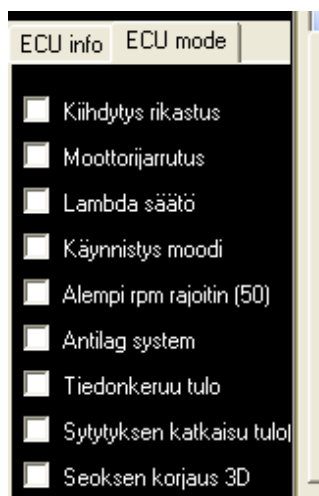 ECU info ECU mode
Kiihdytys rikastus
Moottorijarrutus
Lambda säätö
Käynnistys moodi
Alempi rpm rajoitin (50)
Antilag system
Tiedonkeruu tulo
Sytytyksen katkaisu tulo(
Seoksen korjaus 3D